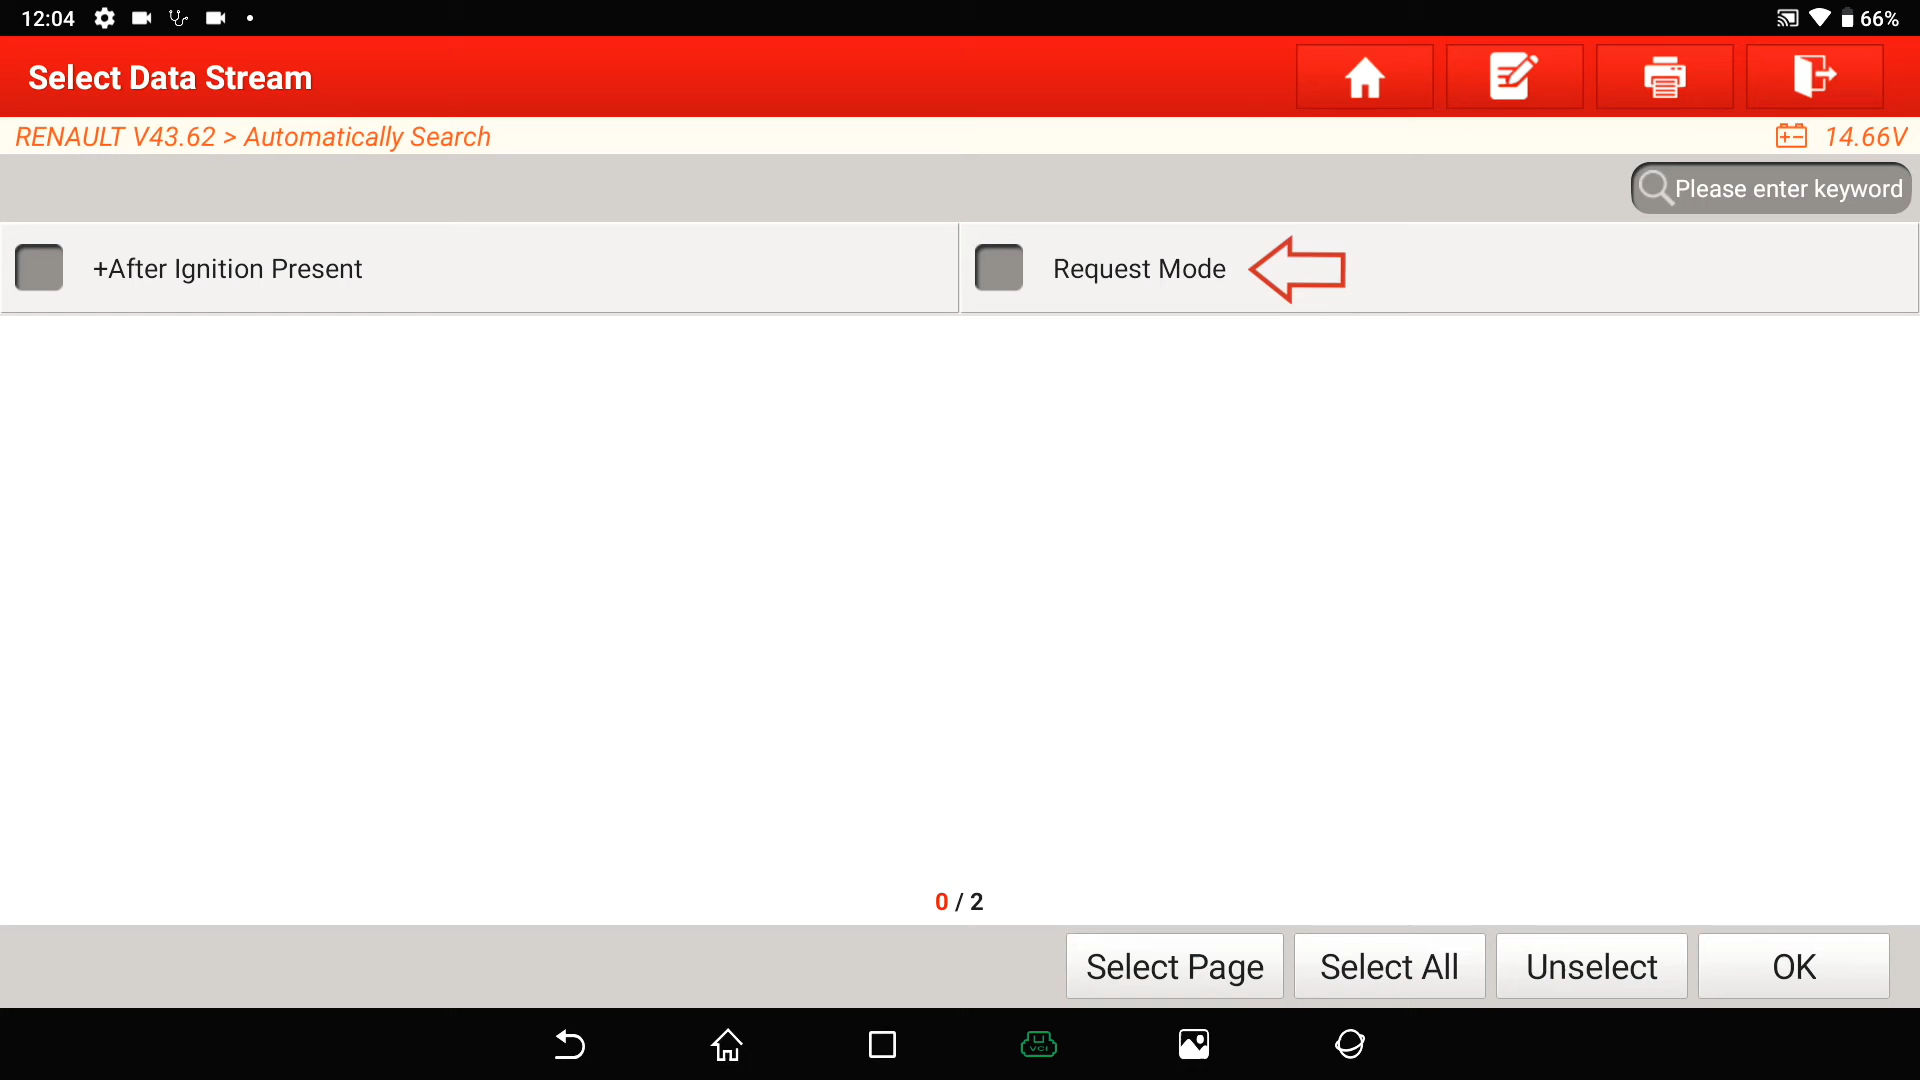 12:04
66%
Select Data Stream
RENAULT V43.62 > Automatically Search
14.66V
Please enter keyword
+After Ignition Present
Request Mode
0 / 2
Select Page
Select All
Unselect
OK
VCI